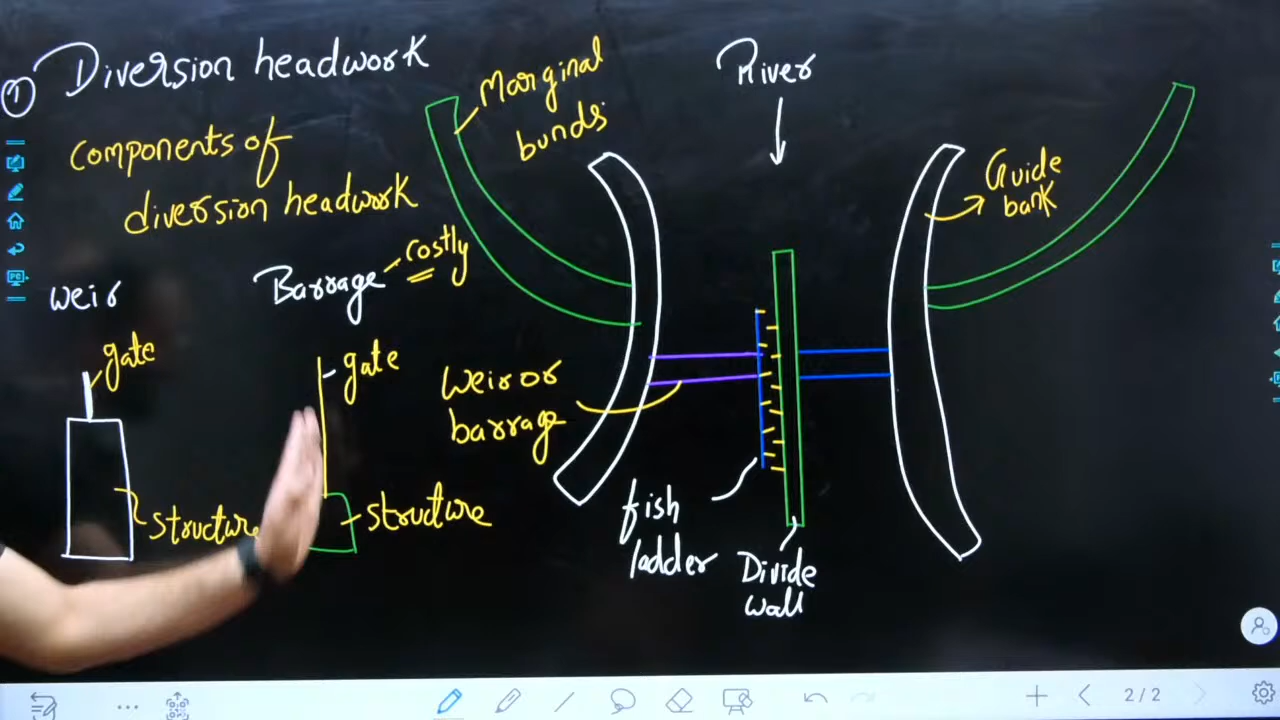 ① Diversion headwork
components of
diversion headwork
weir
gate
structure
Barrage
costly
gate
structure
Marginal
bunds
River
Guide
bank
Weir or
barrage
fish
ladder
Divide
wall
PC
2/2